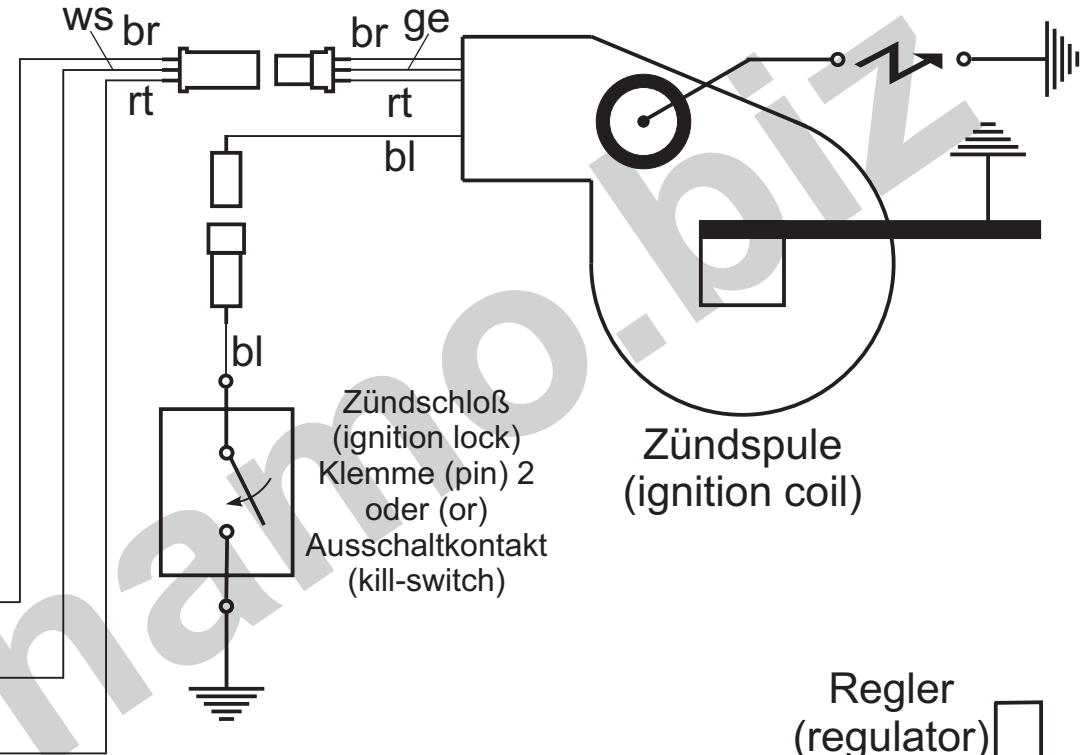 ws br
br ge
rt
rt
bl
bl
Zündschloß
(ignition lock)
Klemme (pin) 2
oder (or)
Ausschaltkontakt
(kill-switch)
Zündspule
(ignition coil)
Regler
(regulator)
namo.biz